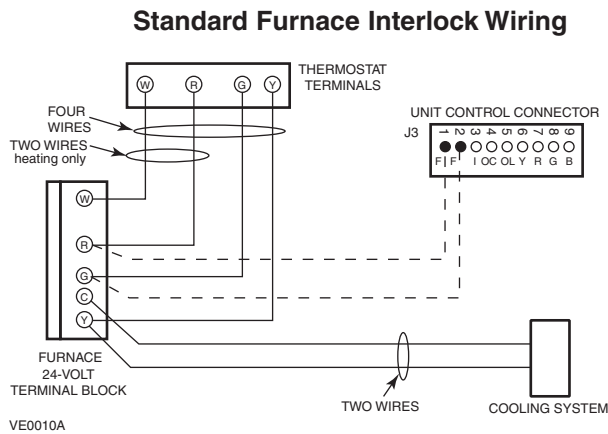 Standard Furnace Interlock Wiring
W R G Y
THERMOSTAT
TERMINALS
FOUR
WIRES
TWO WIRES
heating only
UNIT CONTROL CONNECTOR
J3
1 2 3 4 5 6 7 8 9
F F I OC OL Y R G B
W
R
G
C
Y
FURNACE
24-VOLT
TERMINAL BLOCK
TWO WIRES
COOLING SYSTEM
VE0010A